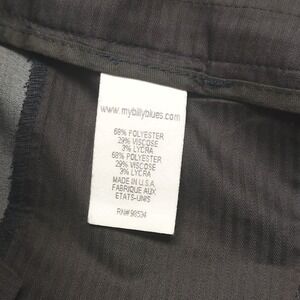 www.mybillyblues.com
68% POLYESTER
29% VISCOSE
3% LYCRA
68% POLYESTER
29% VISCOSE
3% LYCRA
MADE IN U.S.A.
FABRIQUE AUX
ETATS-UNIS
RN# 98534